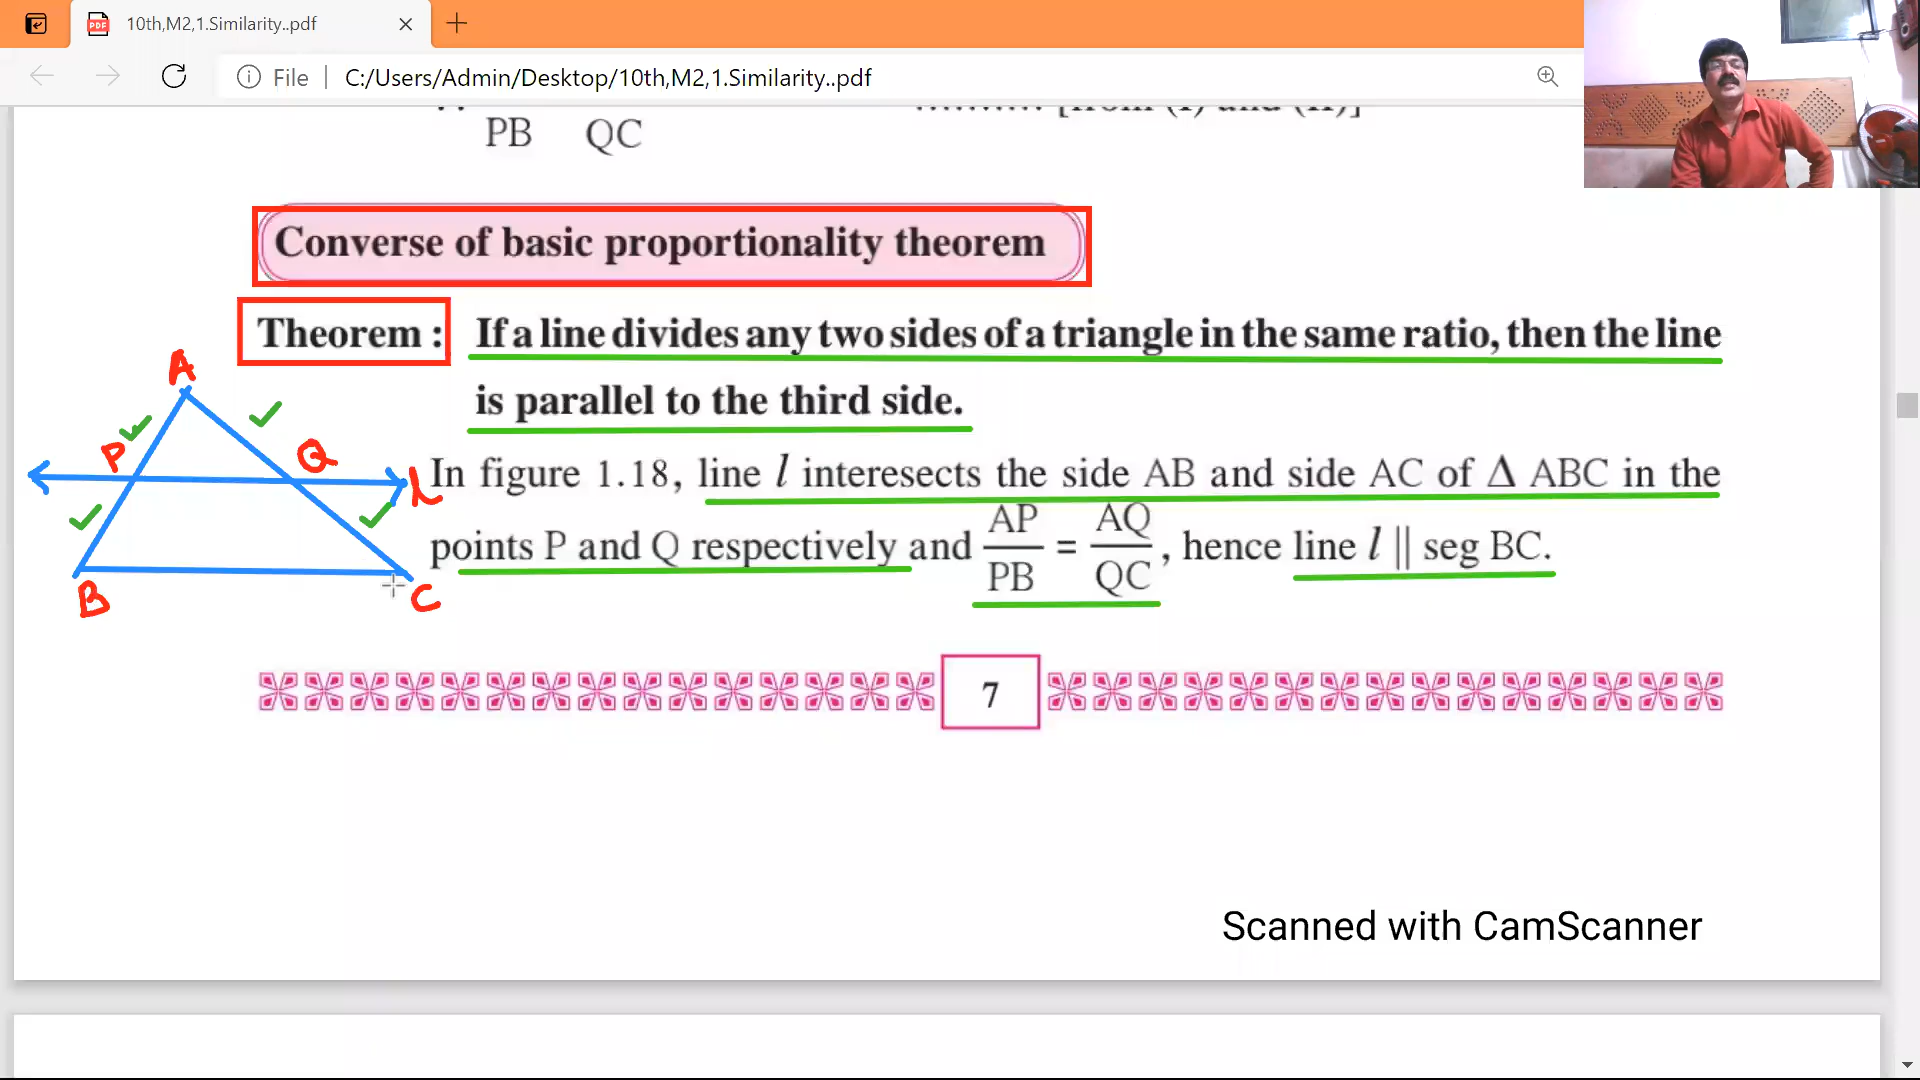 10th,M2,1.Similarity..pdf
File | C:/Users/Admin/Desktop/10th,M2,1.Similarity..pdf
[from (I) and (II)]
PB QC
Converse of basic proportionality theorem
Theorem : If a line divides any two sides of a triangle in the same ratio, then the line
is parallel to the third side.
A
P Q
l
B C
In figure 1.18, line l interesects the side AB and side AC of Δ ABC in the
points P and Q respectively and AP/PB = AQ/QC , hence line l || seg BC.
7
Scanned with CamScanner